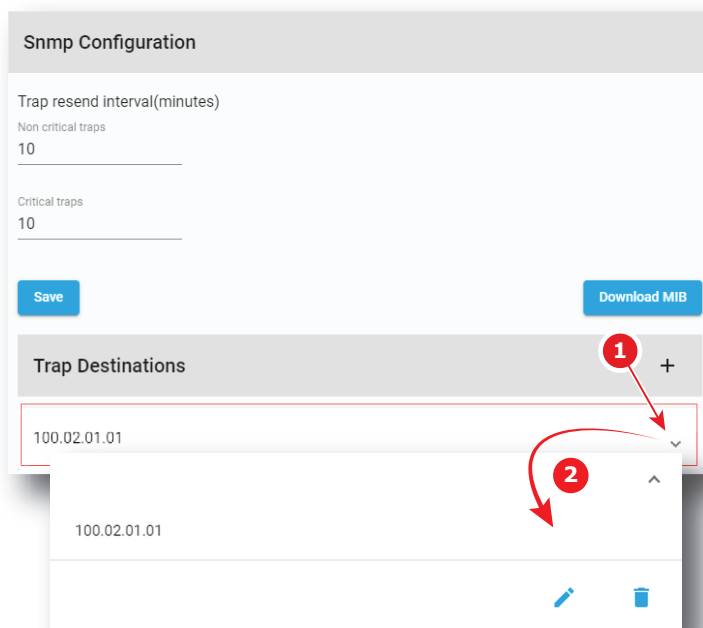 Snmp Configuration
Trap resend interval(minutes)
Non critical traps
10
Critical traps
10
Save
Download MIB
Trap Destinations
1
+
100.02.01.01
2
100.02.01.01